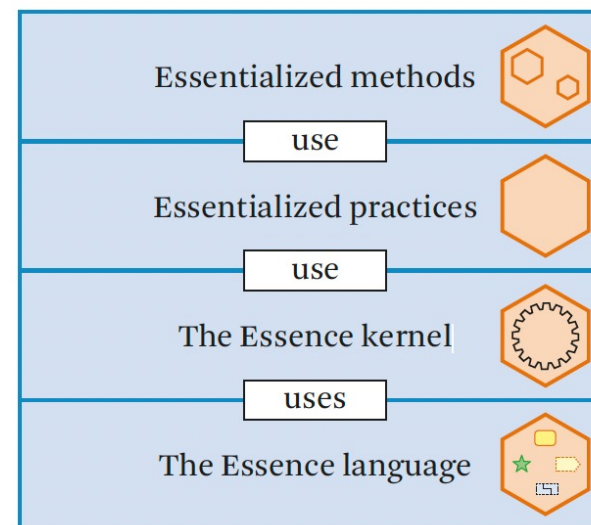 Essentialized methods
use
Essentialized practices
use
The Essence kernel
uses
The Essence language